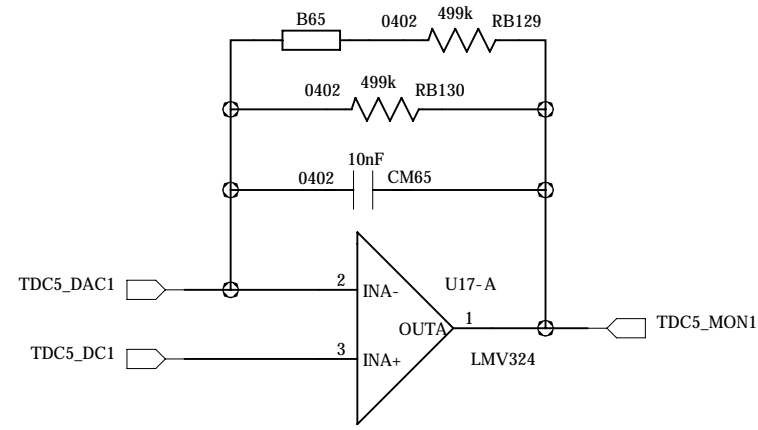 B65 0402 499k RB129
0402 499k RB130
10nF
0402 CM65
TDC5_DAC1 2 INA- U17-A
OUTA 1 TDC5_MON1
TDC5_DC1 3 INA+ LMV324